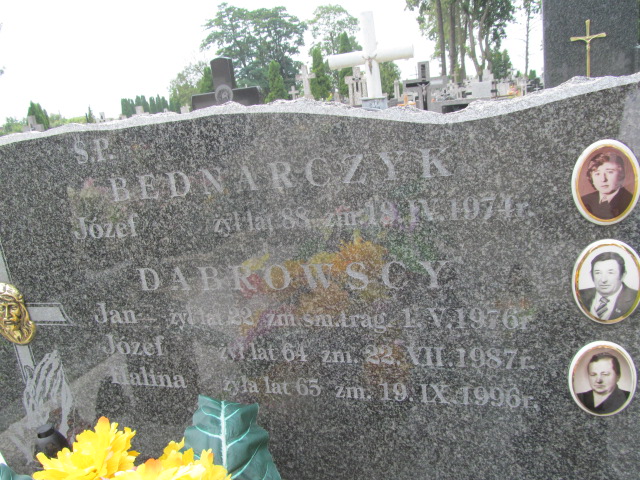 Ś.P.
BEDNARCZYK
Józef żył lat 88 zm. 19.IV.1974r.
DĄBROWSCY
Jan żył lat 22 zm.śm.trag. 1.V.1976r.
Józef żył lat 64 zm. 22.XII.1987r.
Halina żyła lat 65 zm. 19.IX.1996r.